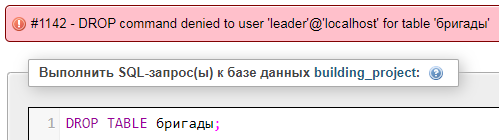 #1142 - DROP command denied to user 'leader'@'localhost' for table 'бригады'
Выполнить SQL-запрос(ы) к базе данных building_project:
1 DROP TABLE бригады;